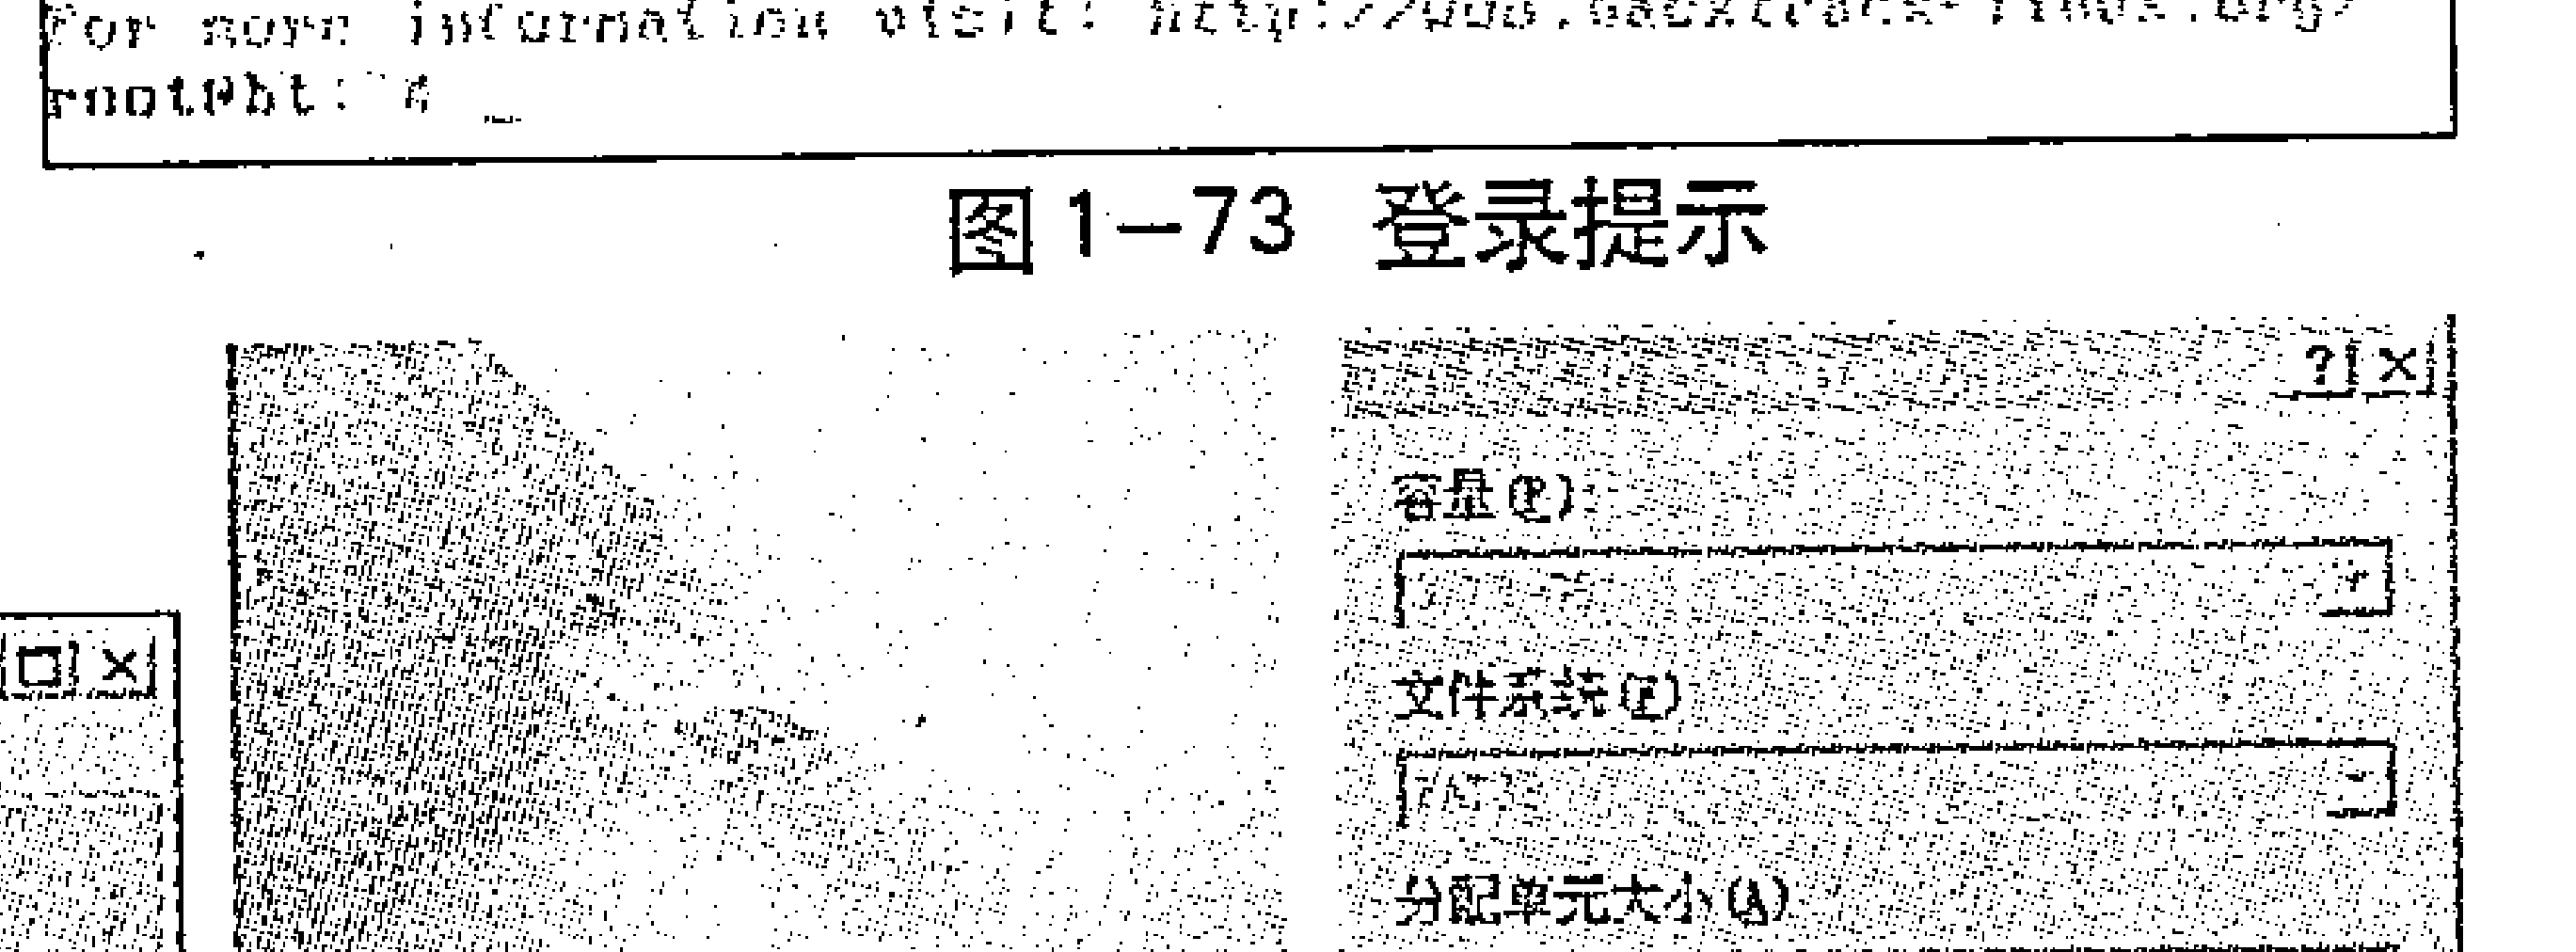 For more information visit: http://www.backtrack-linux.org/
root@bt:~# _
图1-73 登录提示
容量(P):
文件系统(F)
分配单元大小(A)